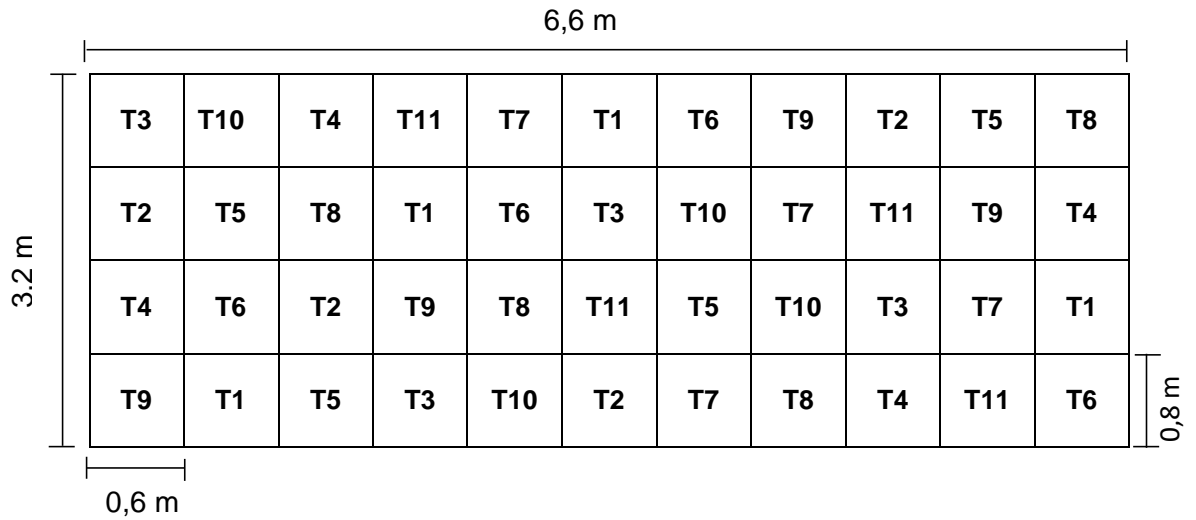 6,6 m
T3 T10 T4 T11 T7 T1 T6 T9 T2 T5 T8
T2 T5 T8 T1 T6 T3 T10 T7 T11 T9 T4
3.2 m
T4 T6 T2 T9 T8 T11 T5 T10 T3 T7 T1
T9 T1 T5 T3 T10 T2 T7 T8 T4 T11 T6
0,8 m
0,6 m